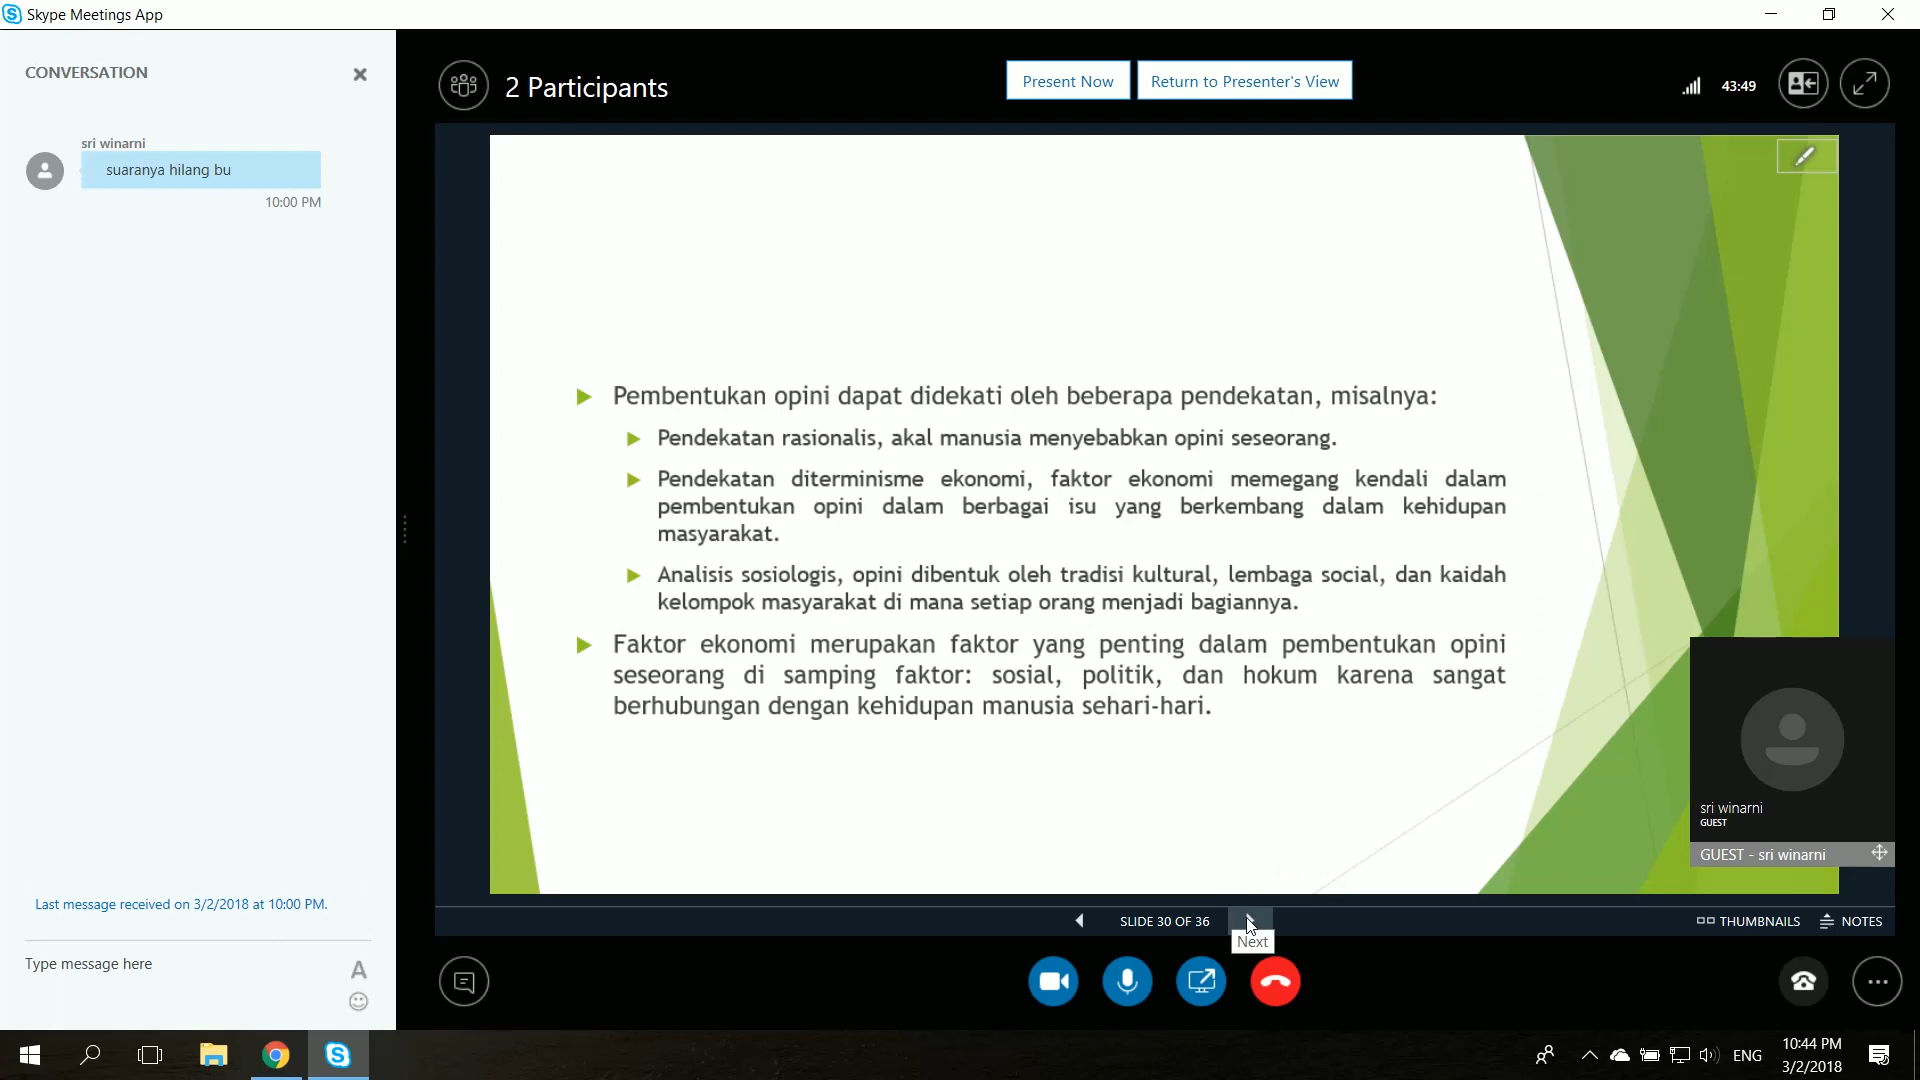 Skype Meetings App
CONVERSATION
sri winarni
suaranya hilang bu
10:00 PM
Last message received on 3/2/2018 at 10:00 PM.
Type message here
A
2 Participants
Present Now
Return to Presenter's View
43:49
Pembentukan opini dapat didekati oleh beberapa pendekatan, misalnya:
Pendekatan rasionalis, akal manusia menyebabkan opini seseorang.
Pendekatan diterminisme ekonomi, faktor ekonomi memegang kendali dalam
pembentukan opini dalam berbagai isu yang berkembang dalam kehidupan
masyarakat.
Analisis sosiologis, opini dibentuk oleh tradisi kultural, lembaga social, dan kaidah
kelompok masyarakat di mana setiap orang menjadi bagiannya.
Faktor ekonomi merupakan faktor yang penting dalam pembentukan opini
seseorang di samping faktor: sosial, politik, dan hokum karena sangat
berhubungan dengan kehidupan manusia sehari-hari.
sri winarni
GUEST
GUEST - sri winarni
SLIDE 30 OF 36
Next
THUMBNAILS
NOTES
ENG
10:44 PM
3/2/2018